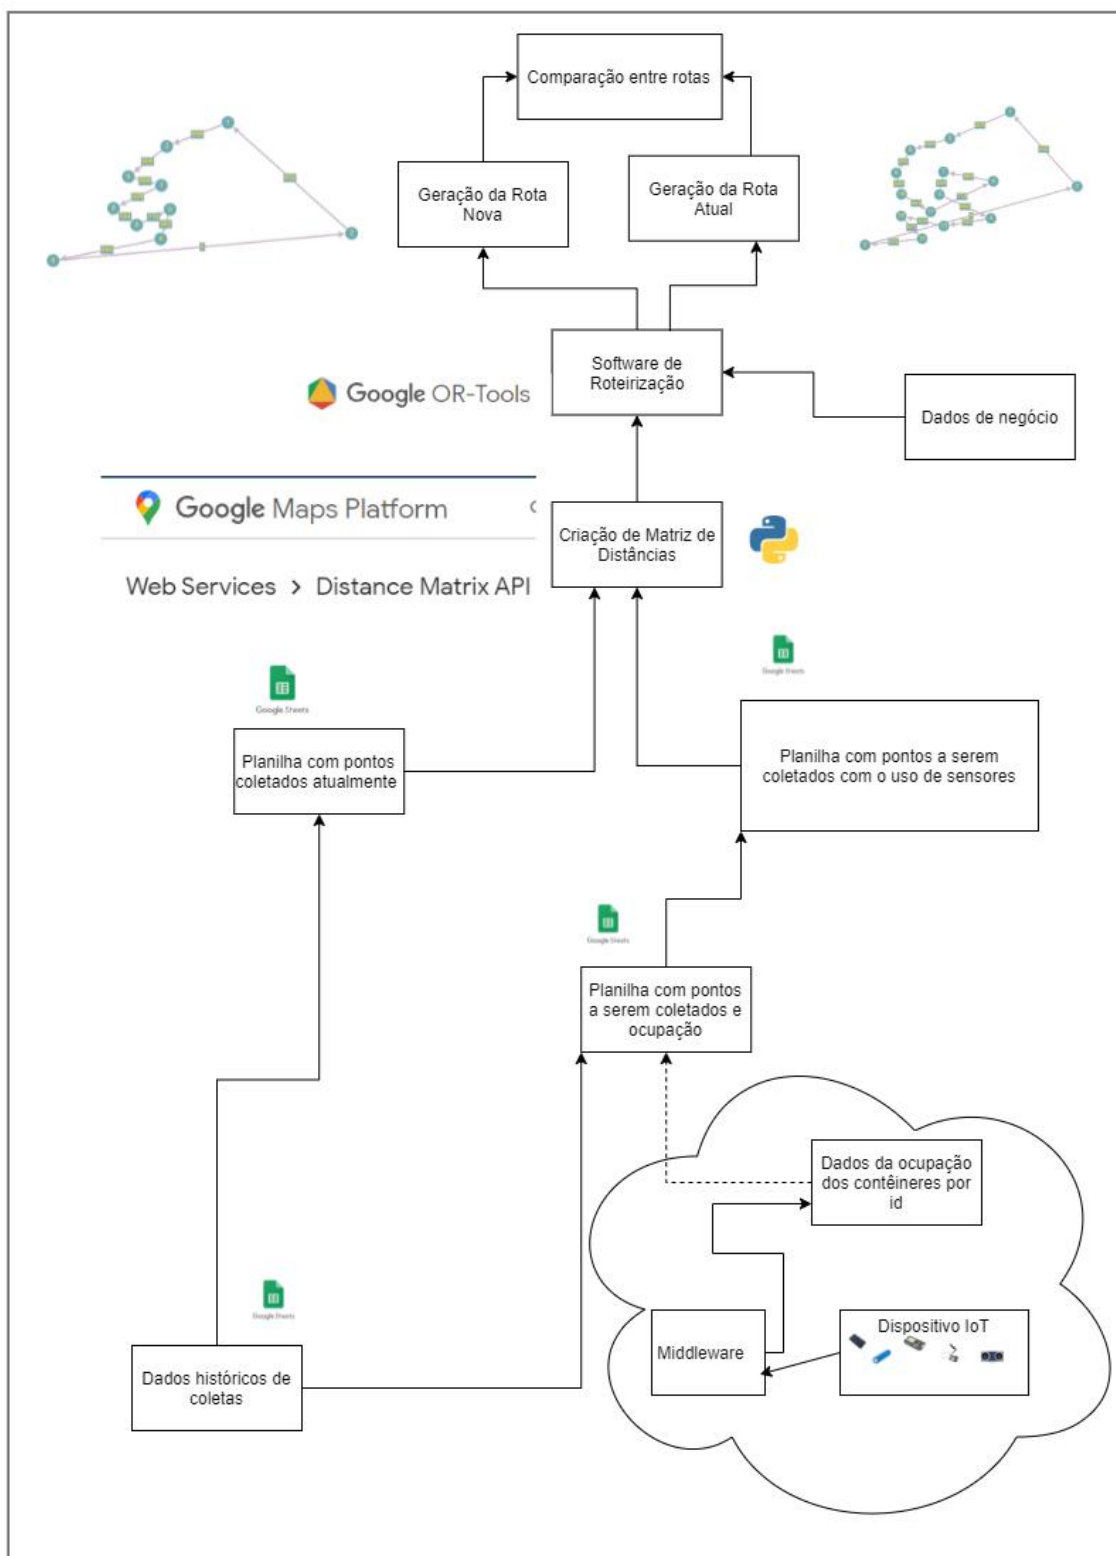 Comparação entre rotas
Geração da Rota
Nova
Geração da Rota
Atual
Software de
Roteirização
Google OR-Tools
Dados de negócio
Google Maps Platform
Criação de Matriz de
Distâncias
Web Services > Distance Matrix API
Google Sheets
Google Sheets
Planilha com pontos
coletados atualmente
Planilha com pontos a serem
coletados com o uso de sensores
Google Sheets
Planilha com pontos
a serem coletados e
ocupação
Dados da ocupação
dos contêineres por
id
Google Sheets
Dispositivo IoT
Middleware
Dados históricos de
coletas